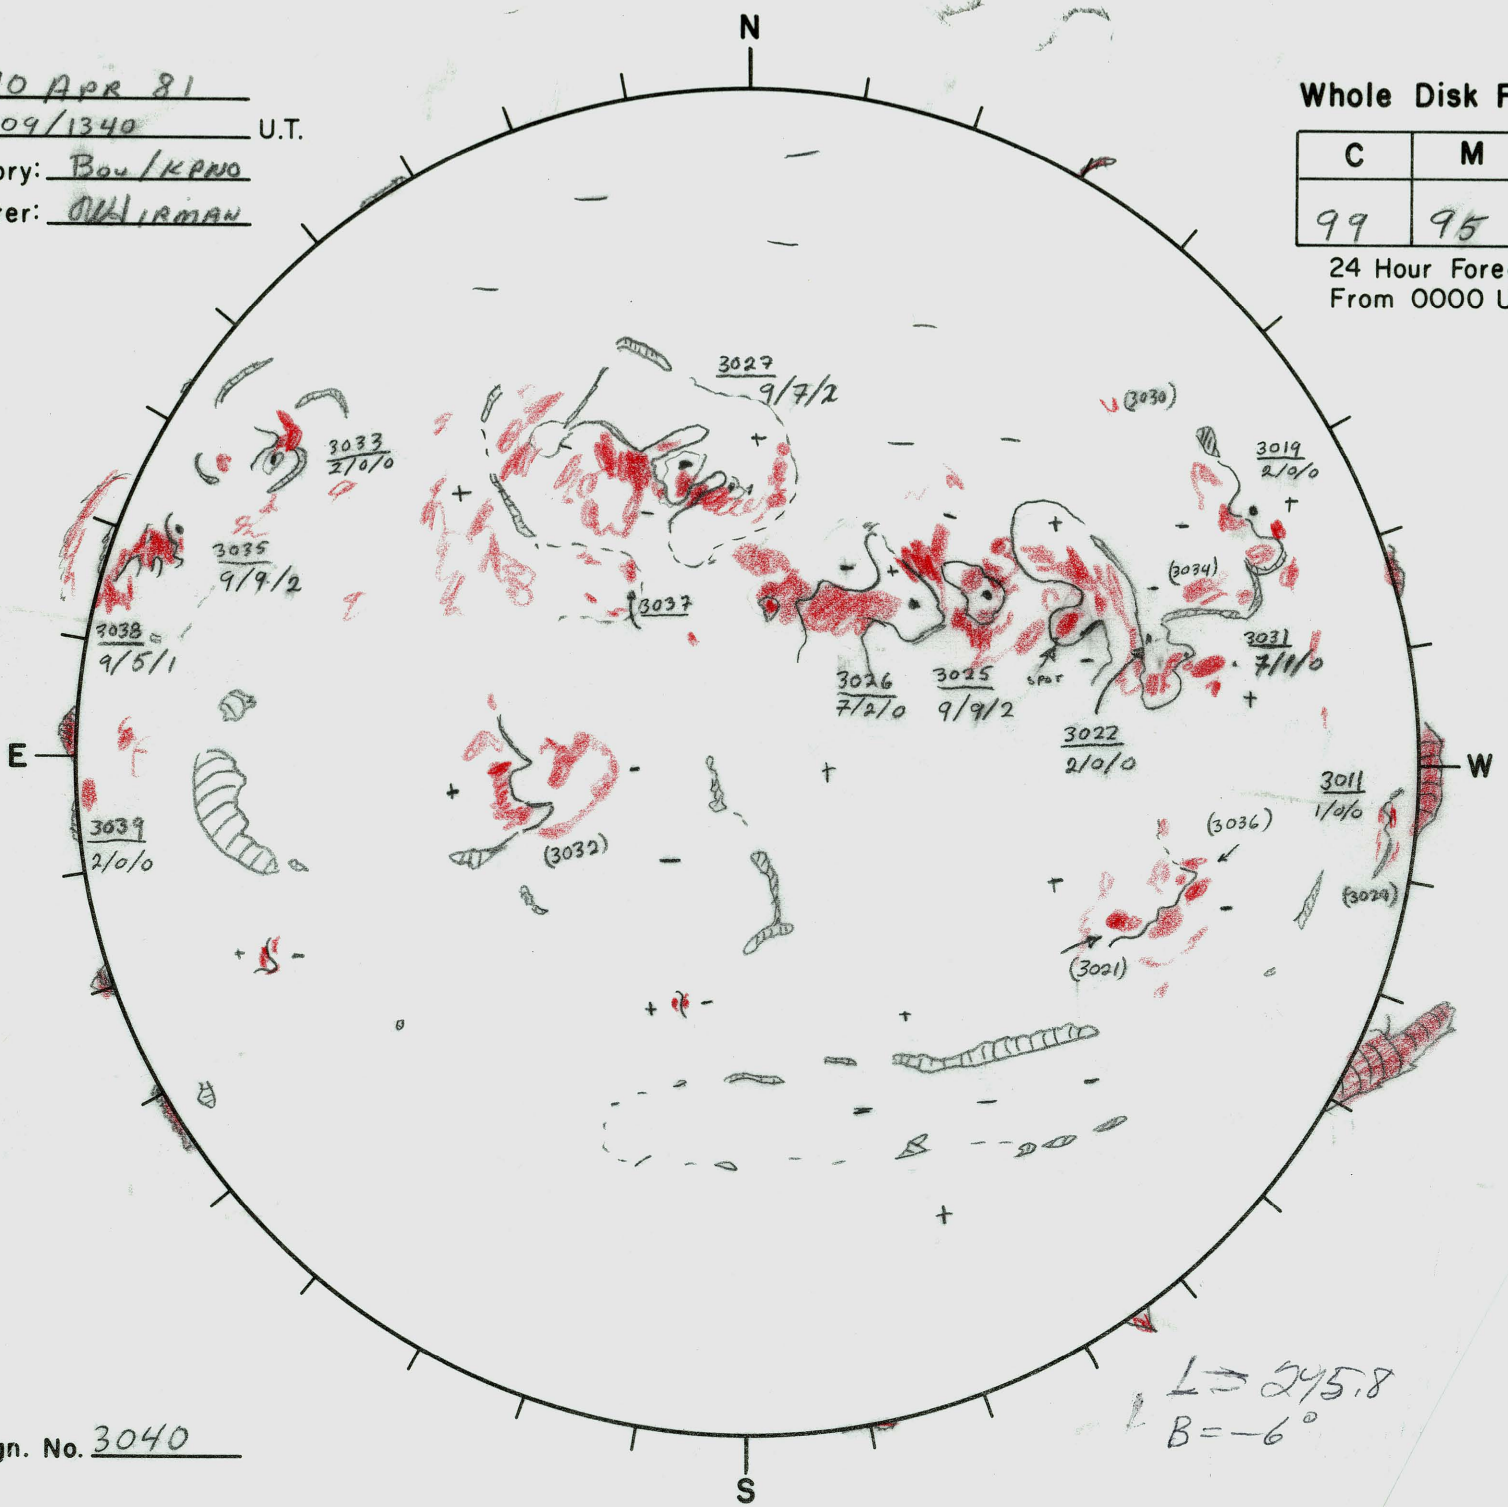 N
10 APR 81
09/1340 U.T.
ory: Bou/KPNO
er:
Whole Disk F
C M
99 95
24 Hour Fore
From 0000 U
3027
9/7/2
(3030)
3033
2/0/0
3019
2/0/0
3035
9/9/2
(3034)
3037
3038
9/5/1
3031
7/1/0
3026
7/2/0
3025
9/9/2
SPOT
3022
2/0/0
E
W
3011
1/0/0
3039
2/0/0
(3032)
(3036)
(3029)
(3021)
L = 245.8
B = -6°
gn. No. 3040
S